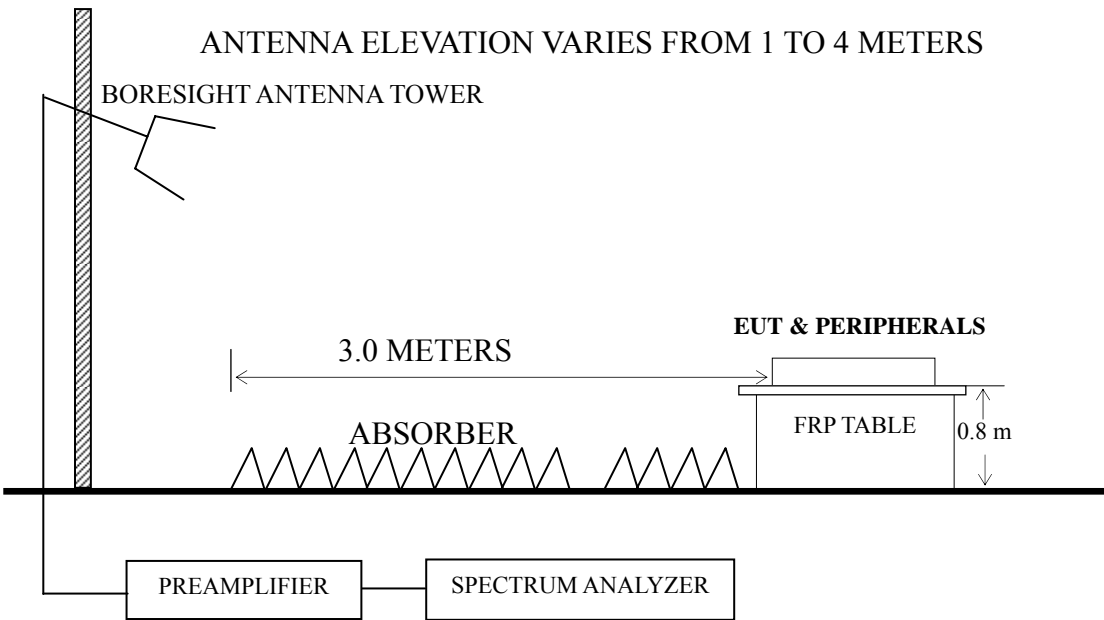 ANTENNA ELEVATION VARIES FROM 1 TO 4 METERS
BORESIGHT ANTENNA TOWER
EUT & PERIPHERALS
3.0 METERS
FRP TABLE
0.8 m
ABSORBER
PREAMPLIFIER
SPECTRUM ANALYZER